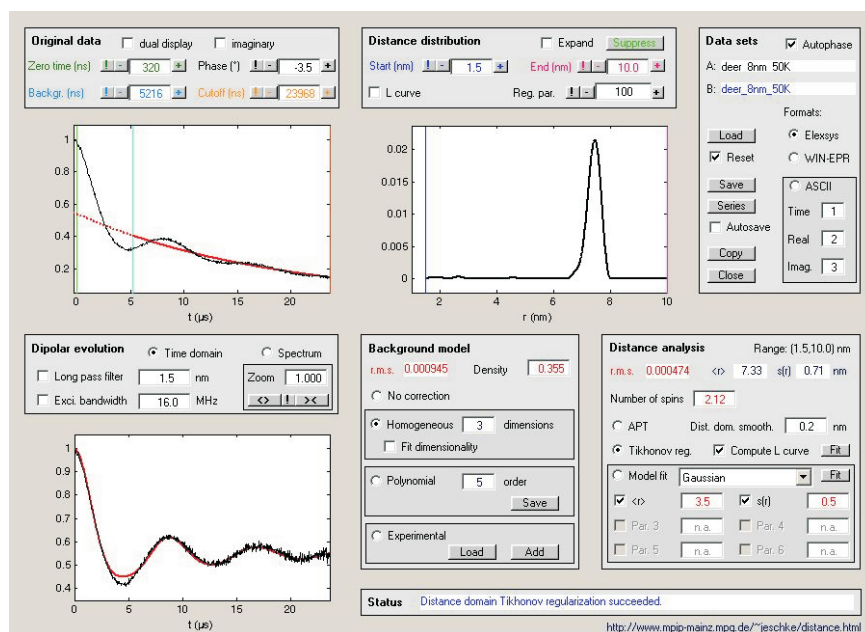 Original data
dual display
imaginary
Zero time (ns) ! - 320 + Phase (°) ! - -3.5 +
Backgr. (ns) ! - 5216 + Cutoff (ns) ! - 23968 +
1
0.8
0.6
0.4
0.2
0 5 10 15 20
t (µs)
Distance distribution
Expand
Suppress
Start (nm) ! - 1.5 + End (nm) ! - 10.0 +
L curve
Reg. par. ! - 100 +
0.02
0.015
0.01
0.005
0
2 4 6 8 10
r (nm)
Data sets
Autophase
A: deer_8nm_50K
B: deer_8nm_50K
Formats:
Load
Elexsys
Reset
WIN-EPR
Save
ASCII
Series
Time 1
Autosave
Real 2
Copy
Imag. 3
Close
Dipolar evolution
Time domain
Spectrum
Long pass filter 1.5 nm
Zoom 1.000
Exci. bandwidth 16.0 MHz
<> ! ><
1
0.9
0.8
0.7
0.6
0.5
0.4
0 5 10 15 20
t (µs)
Background model
r.m.s. 0.000945 Density 0.355
No correction
Homogeneous 3 dimensions
Fit dimensionality
Polynomial 5 order
Save
Experimental
Load Add
Distance analysis Range: (1.5,10.0) nm
r.m.s. 0.000474 <r> 7.33 s(r) 0.71 nm
Number of spins 2.12
APT Dist. dom. smooth. 0.2 nm
Tikhonov reg. Compute L curve Fit
Model fit Gaussian Fit
<r> 3.5 s(r) 0.5
Par. 3 n.a. Par. 4 n.a.
Par. 5 n.a. Par. 6 n.a.
Status Distance domain Tikhonov regularization succeeded.
http://www.mpip-mainz.mpg.de/~jeschke/distance.html